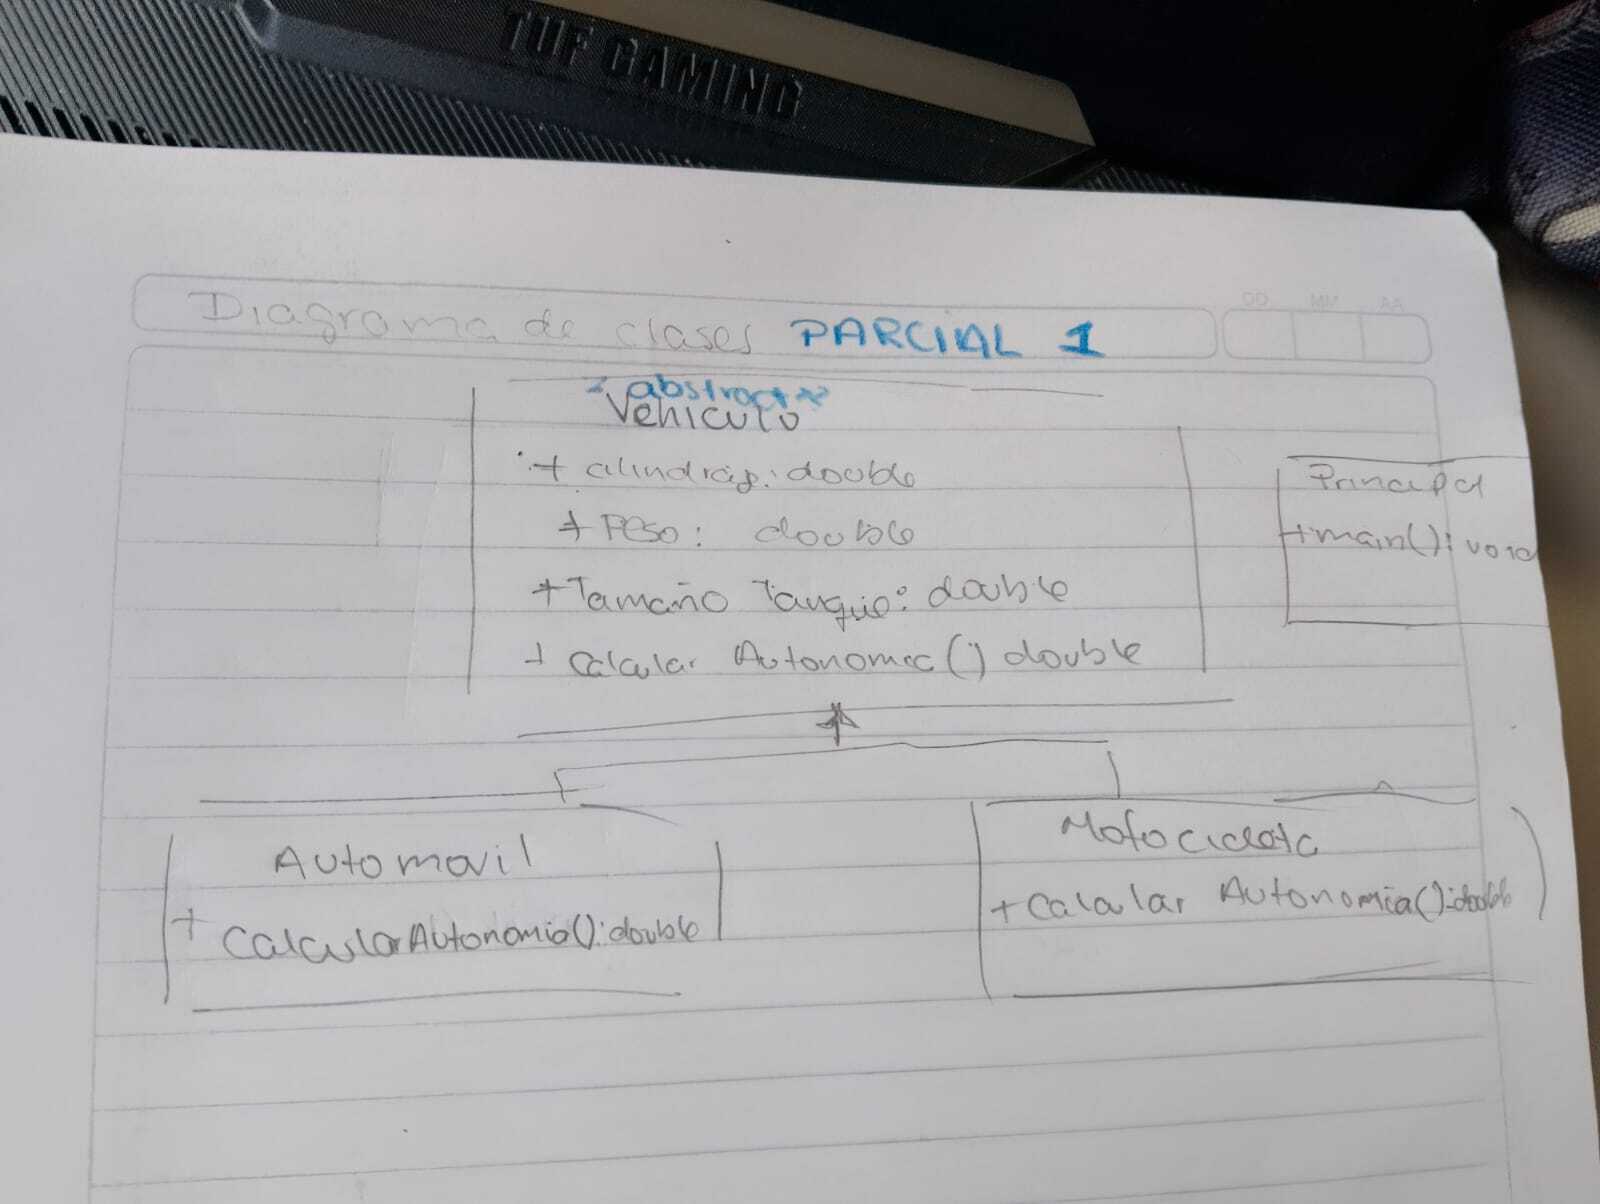 TUF GAMING
DD MM AA
Diagrama de clases PARCIAL 1
<<abstract>>
Vehiculo
+ cilindraje: double
+ Peso: double
+ Tamaño Tanque: double
+ Calcular Autonomia() double
Principal
+main(): void
Automovil
+ CalcularAutonomia(): double
Motocicleta
+ Calcular Autonomia(): double